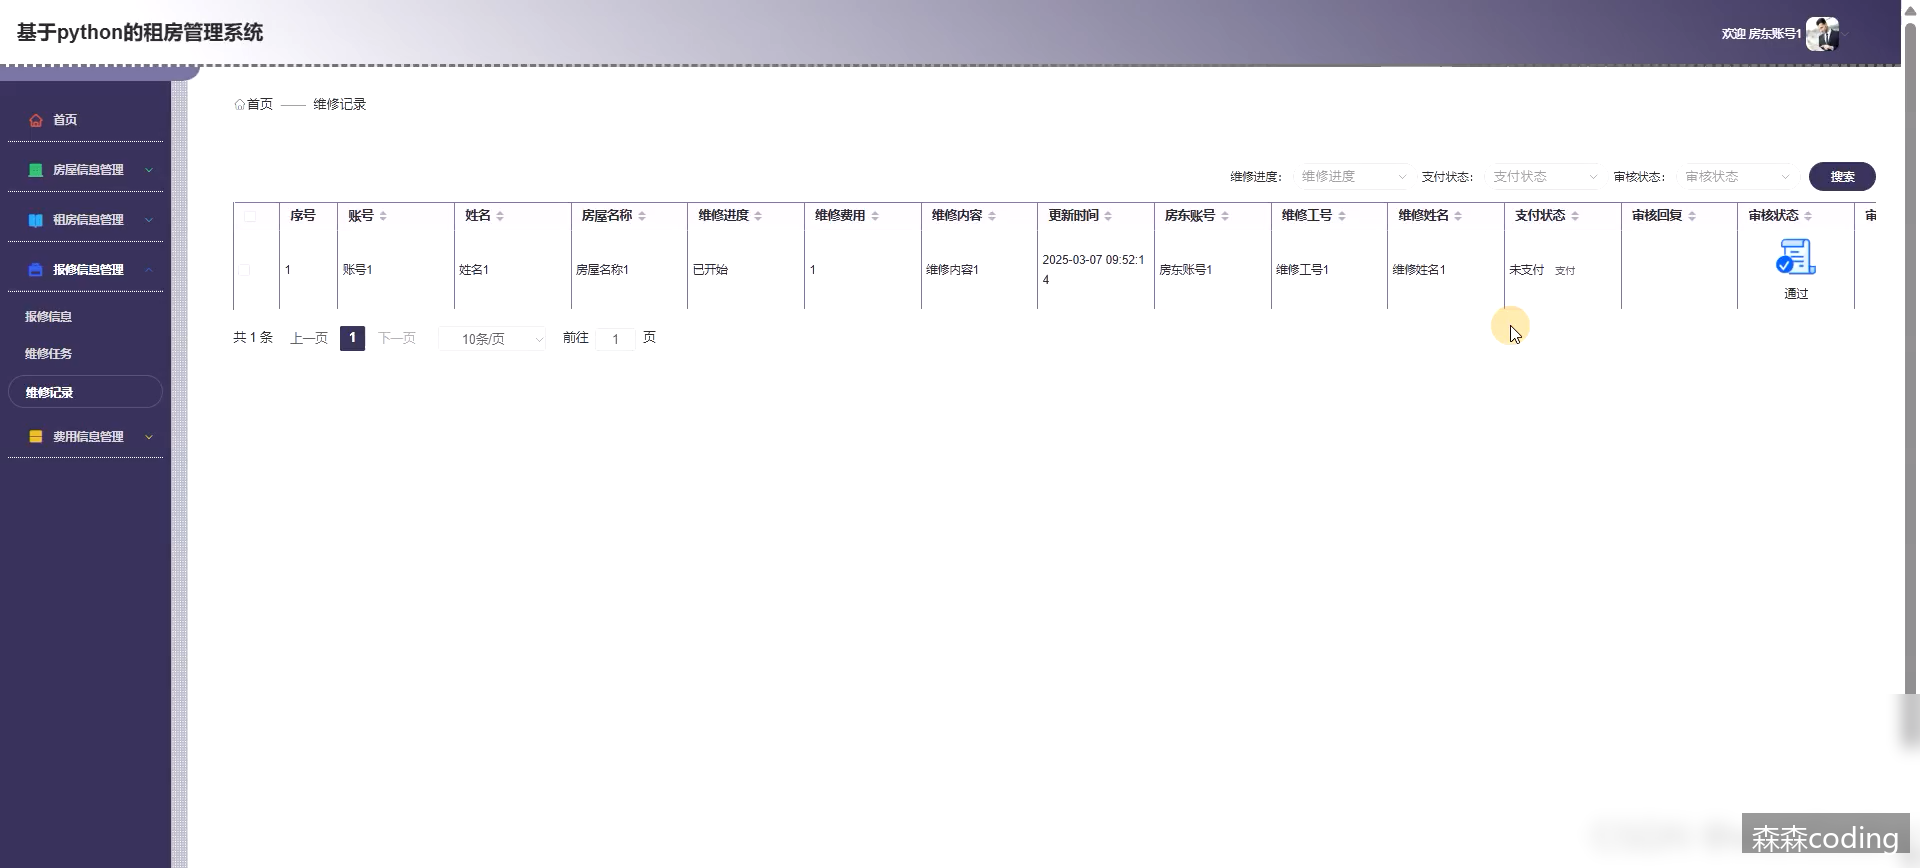 基于python的租房管理系统
欢迎 房东账号1
首页
房屋信息管理
租房信息管理
报修信息管理
报修信息
维修任务
维修记录
费用信息管理
首页 —— 维修记录
维修进度： 维修进度 支付状态： 支付状态 审核状态： 审核状态 搜索
序号 账号 姓名 房屋名称 维修进度 维修费用 维修内容 更新时间 房东账号 维修工号 维修姓名 支付状态 审核回复 审核状态 审
1 账号1 姓名1 房屋名称1 已开始 1 维修内容1 2025-03-07 09:52:1
4 房东账号1 维修工号1 维修姓名1 未支付 支付
通过
共 1 条 上一页 1 下一页 10条/页 前往 1 页
森森coding